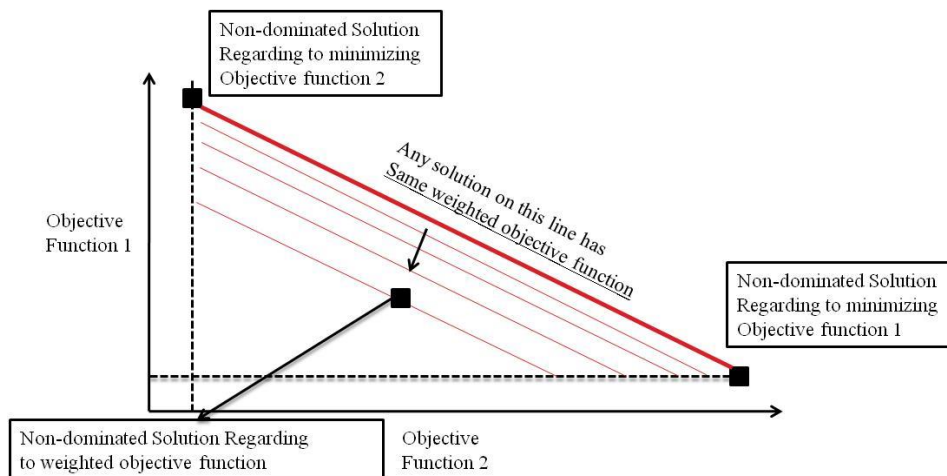 Non-dominated Solution
Regarding to minimizing
Objective function 2
Any solution on this line has
Same weighted objective function
Objective
Function 1
Non-dominated Solution
Regarding to minimizing
Objective function 1
Non-dominated Solution Regarding
to weighted objective function
Objective
Function 2